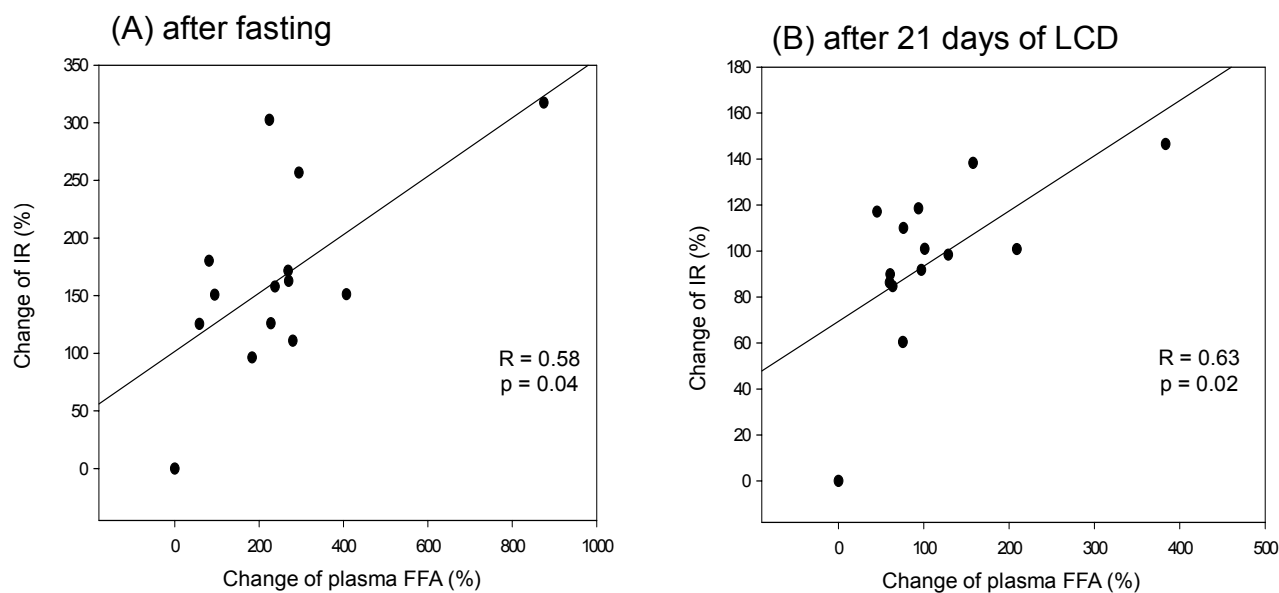 (A) after fasting
350
300
250
200
150
100
50
0
Change of IR (%)
R = 0.58
p = 0.04
0 200 400 600 800 1000
Change of plasma FFA (%)
(B) after 21 days of LCD
180
160
140
120
100
80
60
40
20
0
Change of IR (%)
R = 0.63
p = 0.02
0 100 200 300 400 500
Change of plasma FFA (%)